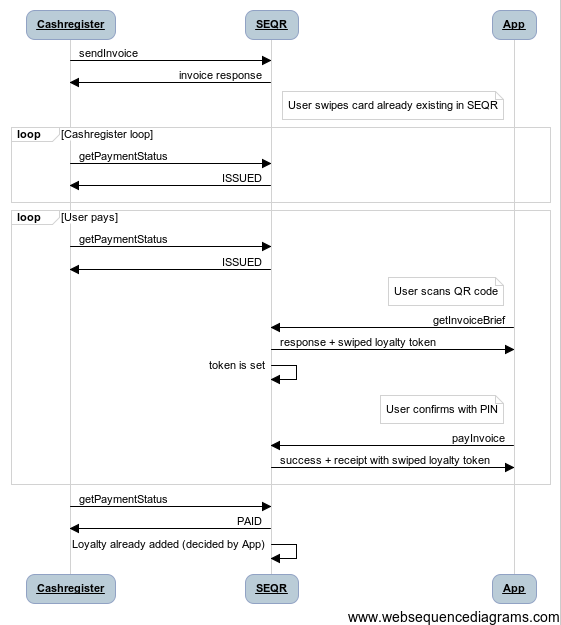 Cashregister SEQR App
sendInvoice
invoice response
User swipes card already existing in SEQR
loop [Cashregister loop]
getPaymentStatus
ISSUED
loop [User pays]
getPaymentStatus
ISSUED
User scans QR code
getInvoiceBrief
response + swiped loyalty token
token is set
User confirms with PIN
payInvoice
success + receipt with swiped loyalty token
getPaymentStatus
PAID
Loyalty already added (decided by App)
Cashregister SEQR App
www.websequencediagrams.com